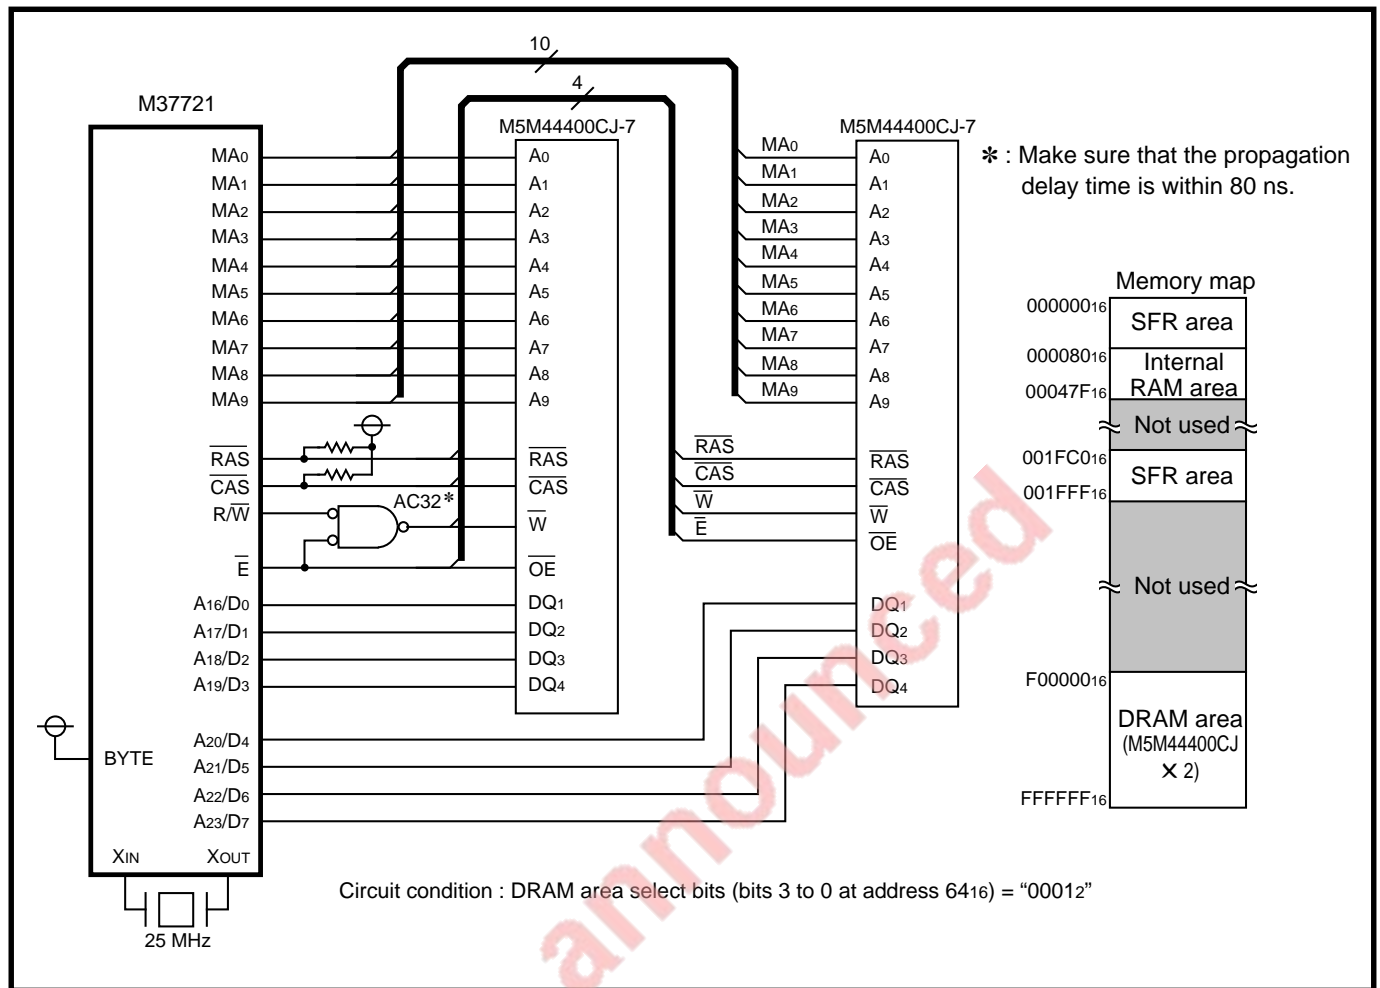 10
4
M37721
M5M44400CJ-7
M5M44400CJ-7
MA0
MA1
MA2
MA3
MA4
MA5
MA6
MA7
MA8
MA9
RAS
CAS
R/W
E
A16/D0
A17/D1
A18/D2
A19/D3
A20/D4
A21/D5
A22/D6
A23/D7
BYTE
XIN
XOUT
25 MHz
AC32*
A0
A1
A2
A3
A4
A5
A6
A7
A8
A9
RAS
CAS
W
OE
DQ1
DQ2
DQ3
DQ4
MA0
MA1
MA2
MA3
MA4
MA5
MA6
MA7
MA8
MA9
RAS
CAS
W
E
A0
A1
A2
A3
A4
A5
A6
A7
A8
A9
RAS
CAS
W
OE
DQ1
DQ2
DQ3
DQ4
* : Make sure that the propagation
delay time is within 80 ns.
Memory map
00000016
SFR area
00008016
Internal
RAM area
00047F16
Not used
001FC016
SFR area
001FFF16
Not used
F0000016
DRAM area
(M5M44400CJ
× 2)
FFFFFF16
Circuit condition : DRAM area select bits (bits 3 to 0 at address 6416) = “00012”
announced